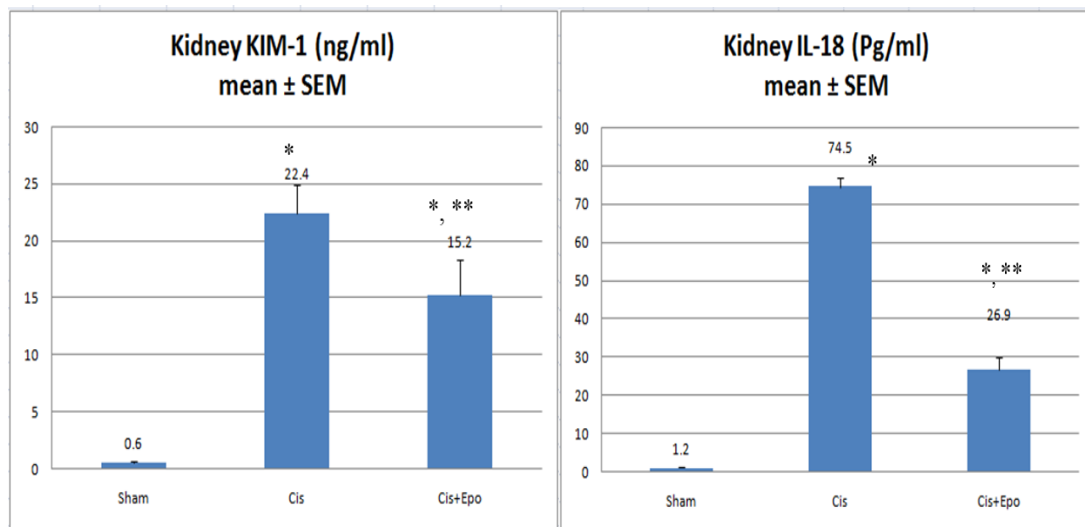 Kidney KIM-1 (ng/ml)
mean ± SEM
30
25
20
15
10
5
0
*
22.4
*, **
15.2
0.6
Sham
Cis
Cis+Epo
Kidney IL-18 (Pg/ml)
mean ± SEM
90
80
70
60
50
40
30
20
10
0
74.5
*
*, **
26.9
1.2
Sham
Cis
Cis+Epo